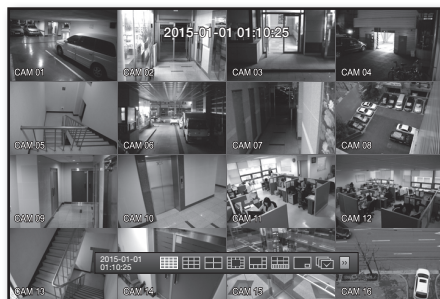 2015-01-01 01:10:25
CAM 01
CAM 02
CAM 03
CAM 04
CAM 05
CAM 06
CAM 07
CAM 08
CAM 09
CAM 10
CAM 11
CAM 12
2015-01-01
01:10:25
CAM 13
CAM 14
CAM 15
CAM 16